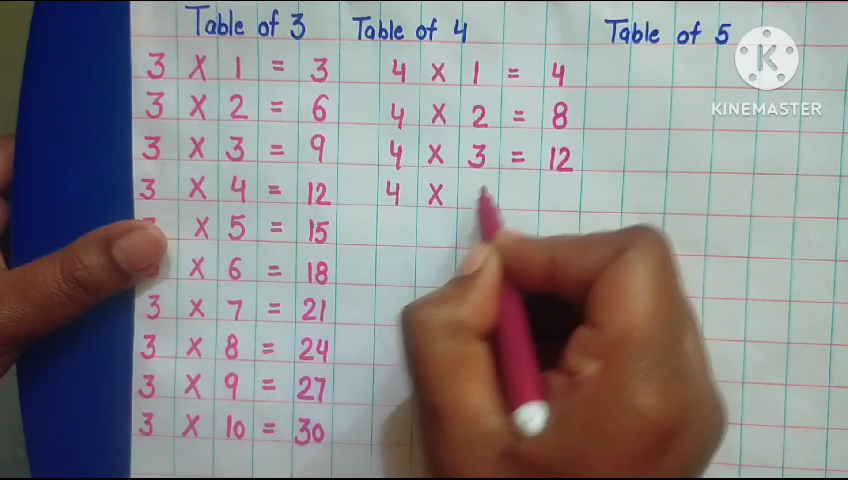 Table of 3
3 X 1 = 3
3 X 2 = 6
3 X 3 = 9
3 X 4 = 12
X 5 = 15
X 6 = 18
3 X 7 = 21
3 X 8 = 24
3 X 9 = 27
3 X 10 = 30
Table of 4
4 X 1 = 4
4 X 2 = 8
4 X 3 = 12
4 X
Table of 5
K
KINEMASTER